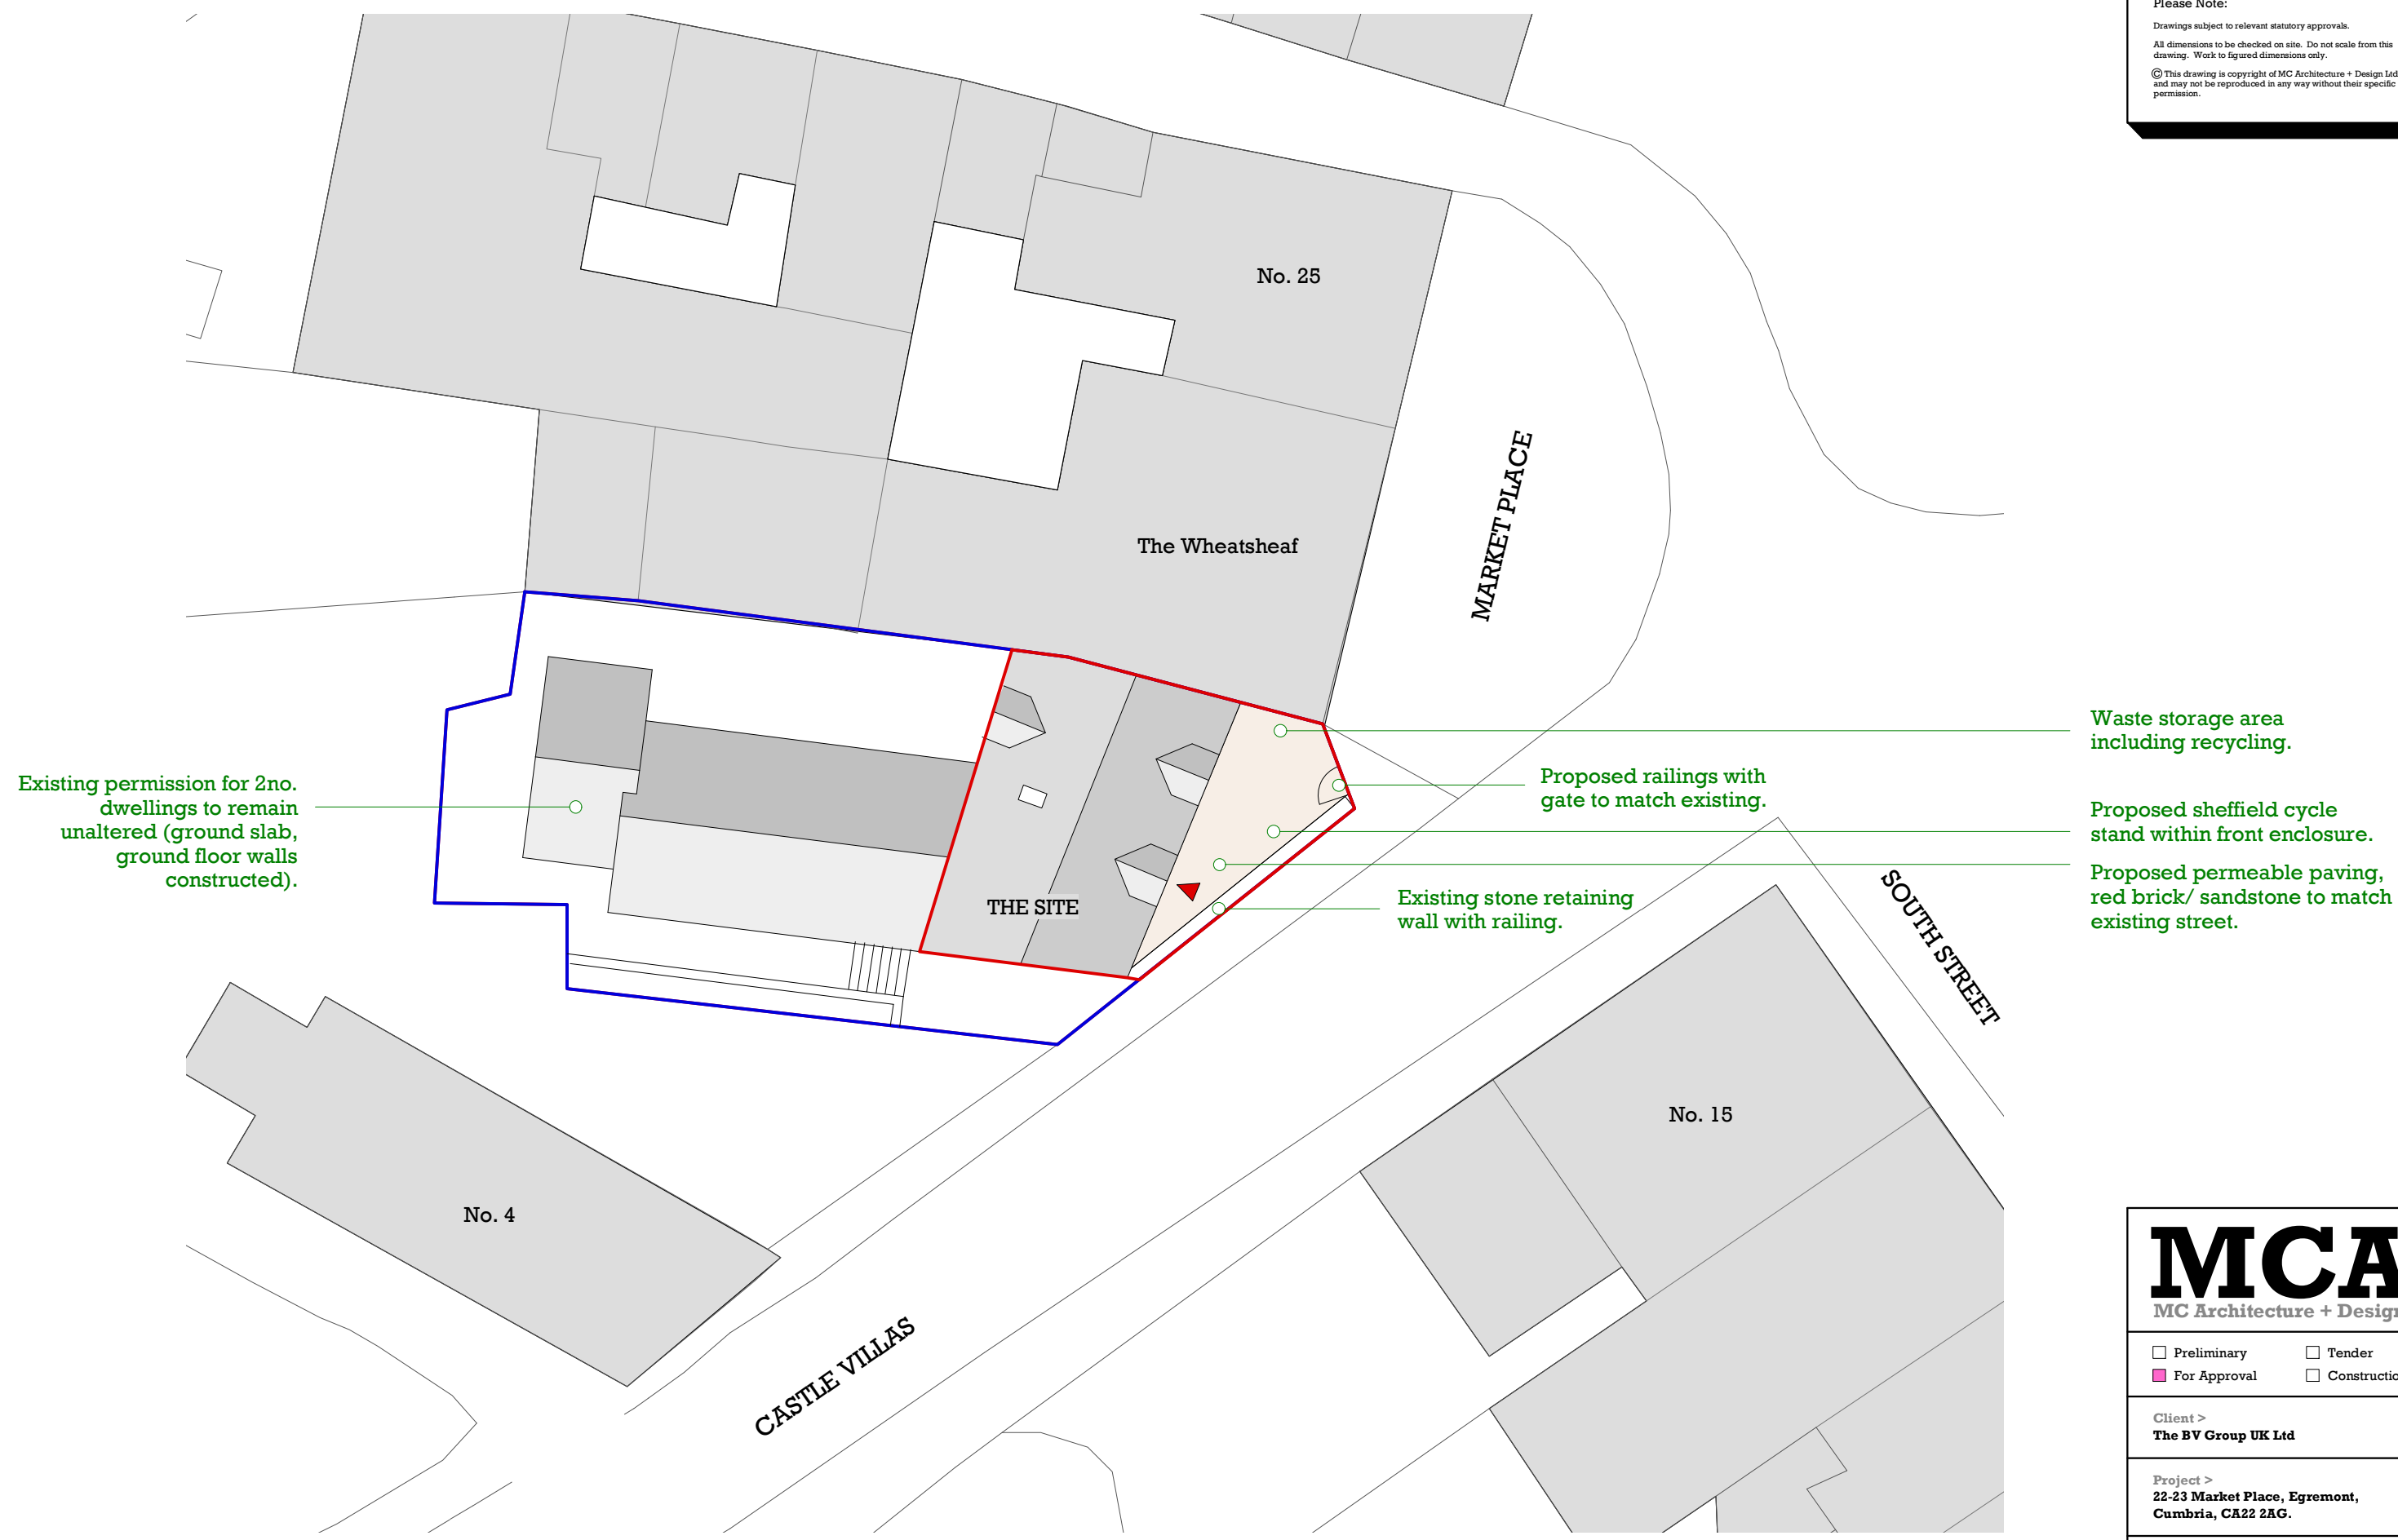 Please Note:
Drawings subject to relevant statutory approvals.
All dimensions to be checked on site. Do not scale from this
drawing. Work to figured dimensions only.
© This drawing is copyright of MC Architecture + Design Ltd
and may not be reproduced in any way without their specific
permission.
No. 25
The Wheatsheaf
MARKET PLACE
Waste storage area
including recycling.
Proposed railings with
gate to match existing.
Existing permission for 2no.
dwellings to remain
unaltered (ground slab,
ground floor walls
constructed).
Proposed sheffield cycle
stand within front enclosure.
Proposed permeable paving,
red brick/ sandstone to match
existing street.
THE SITE
Existing stone retaining
wall with railing.
SOUTH STREET
No. 15
No. 4
CASTLE VILLAS
MCA
MC Architecture + Design
Preliminary
Tender
For Approval
Constructio
Client >
The BV Group UK Ltd
Project >
22-23 Market Place, Egremont,
Cumbria, CA22 2AG.